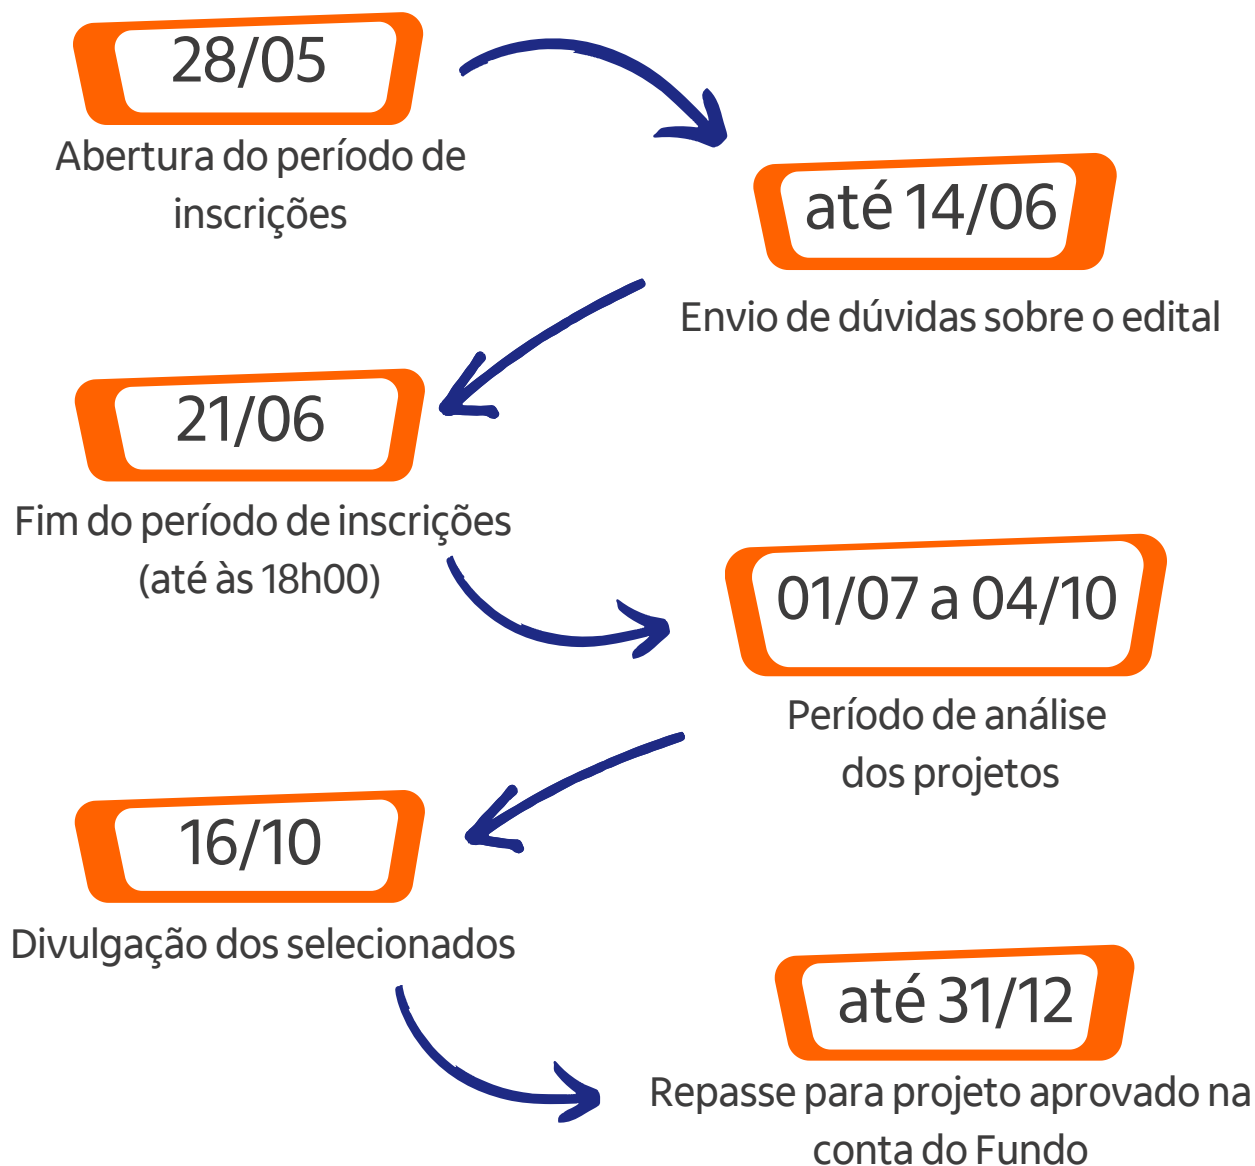 28/05
Abertura do período de
inscrições
até 14/06
Envio de dúvidas sobre o edital
21/06
Fim do período de inscrições
(até às 18h00)
01/07 a 04/10
Período de análise
dos projetos
16/10
Divulgação dos selecionados
até 31/12
Repasse para projeto aprovado na
conta do Fundo